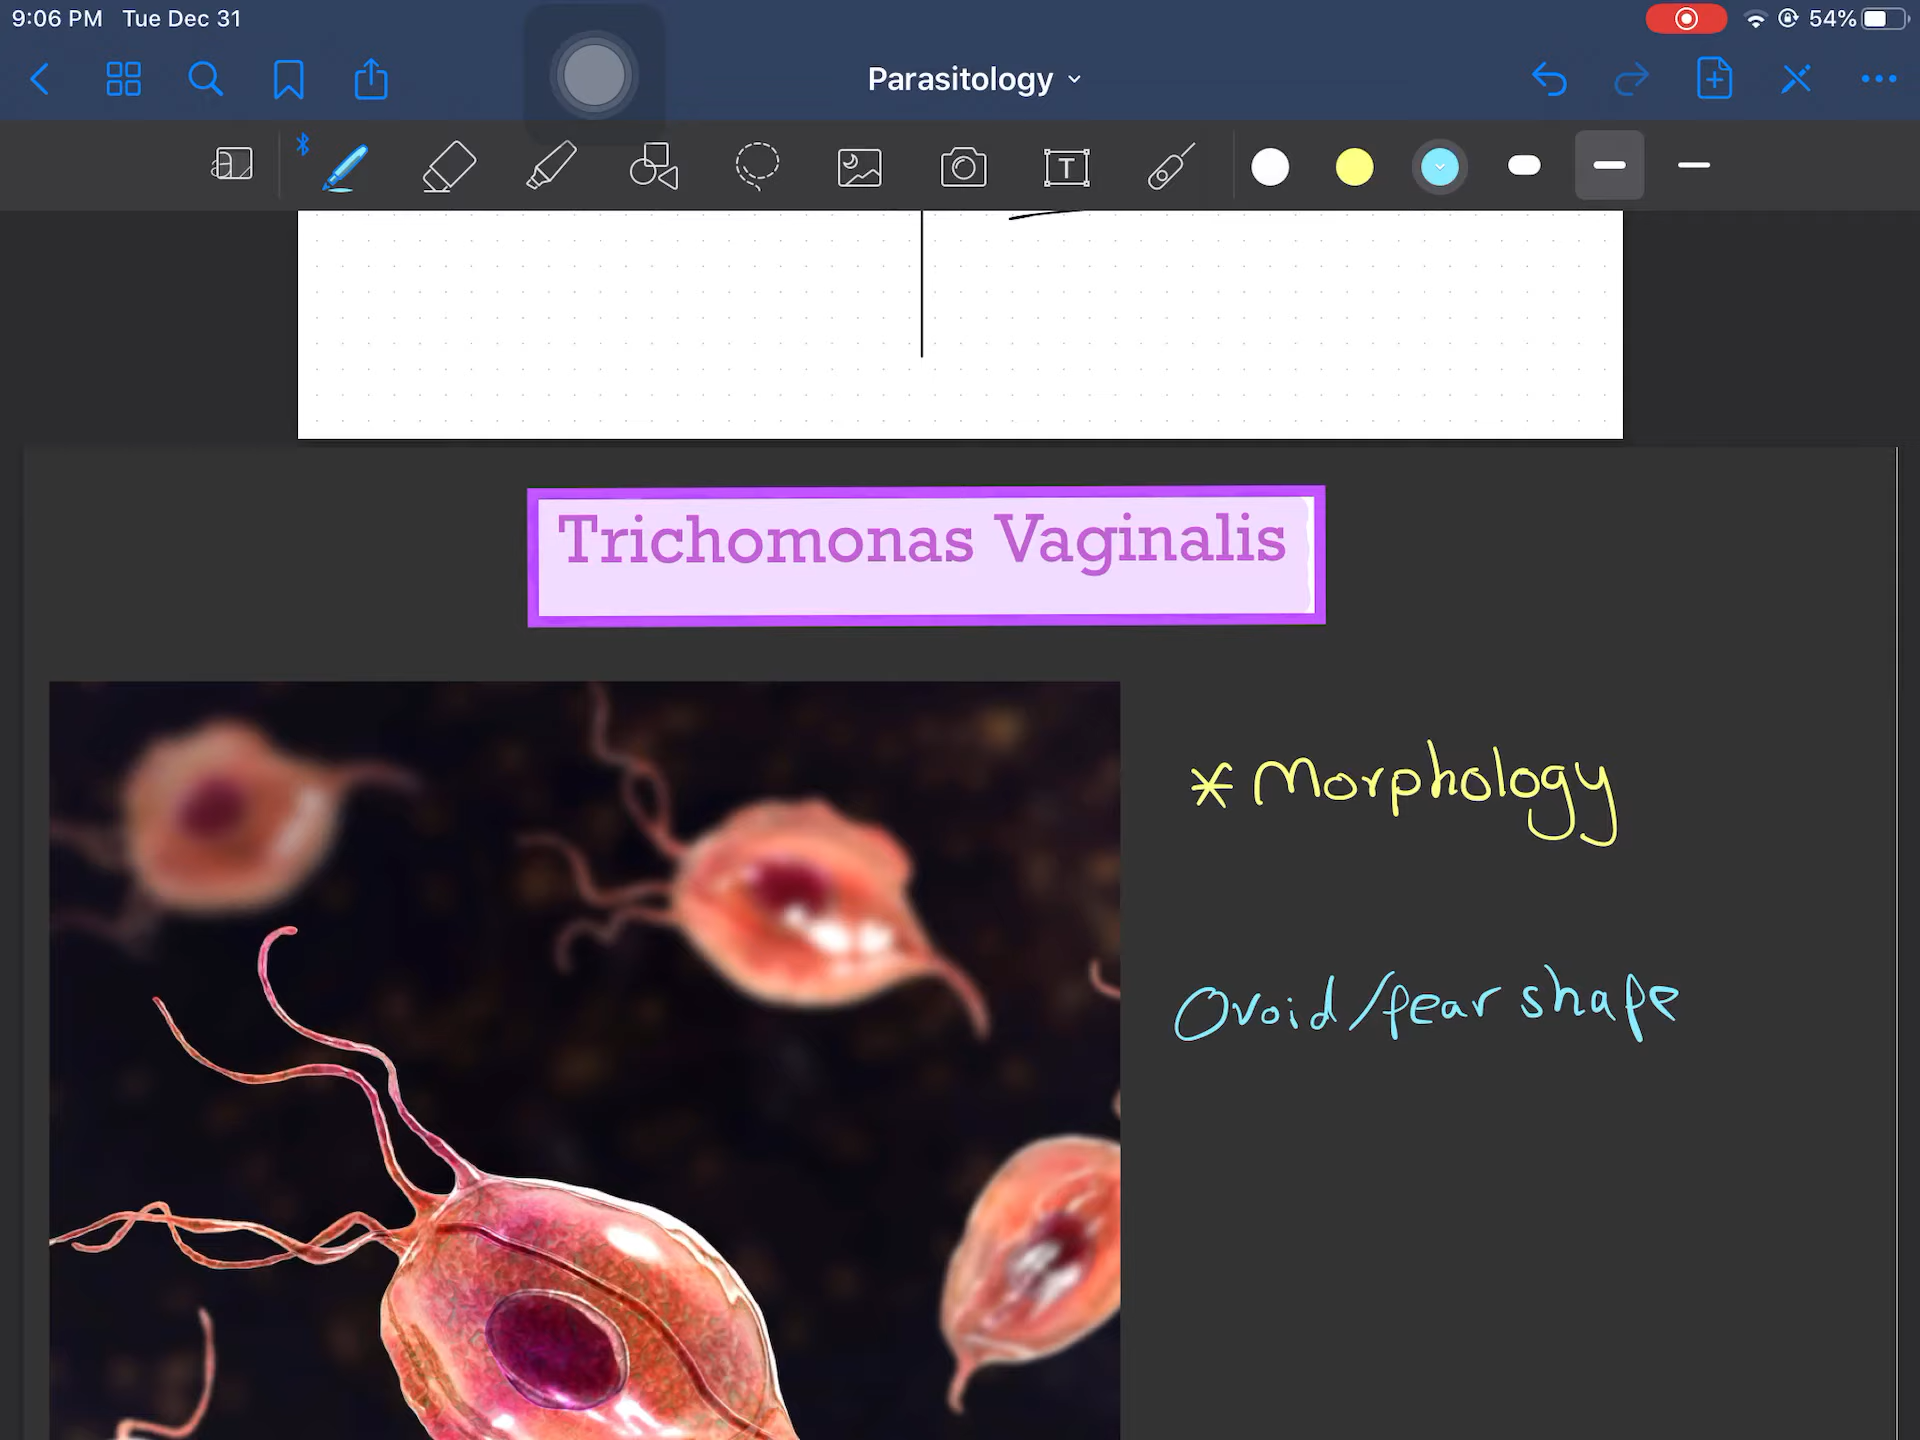 9:06 PM Tue Dec 31
54%
Parasitology
T
Trichomonas Vaginalis
* Morphology
Ovoid/pear shape